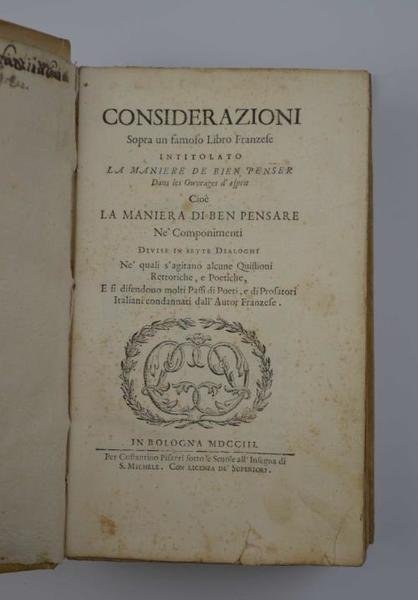 CONSIDERAZIONI
Sopra un famoſo Libro Franzeſe
INTITOLATO
LA MANIERE DE BIEN PENSER
Dans les Ouvrages d'eſprit
Cioè
LA MANIERA DI BEN PENSARE
Ne' Componimenti
DIVISE IN SETTE DIALOGHI
Ne' quali s'agitano alcune Quiſtioni
Rettoriche, e Poetiche,
E ſi difendono molti Paſſi di Poeti, e di Proſatori
Italiani condannati dall' Autor Franzeſe.
IN BOLOGNA MDCCIII.
Per Coſtantino Piſarri ſotto le Scuole all' Inſegna di
S. MICHELE. CON LICENZA DE' SUPERIORI.